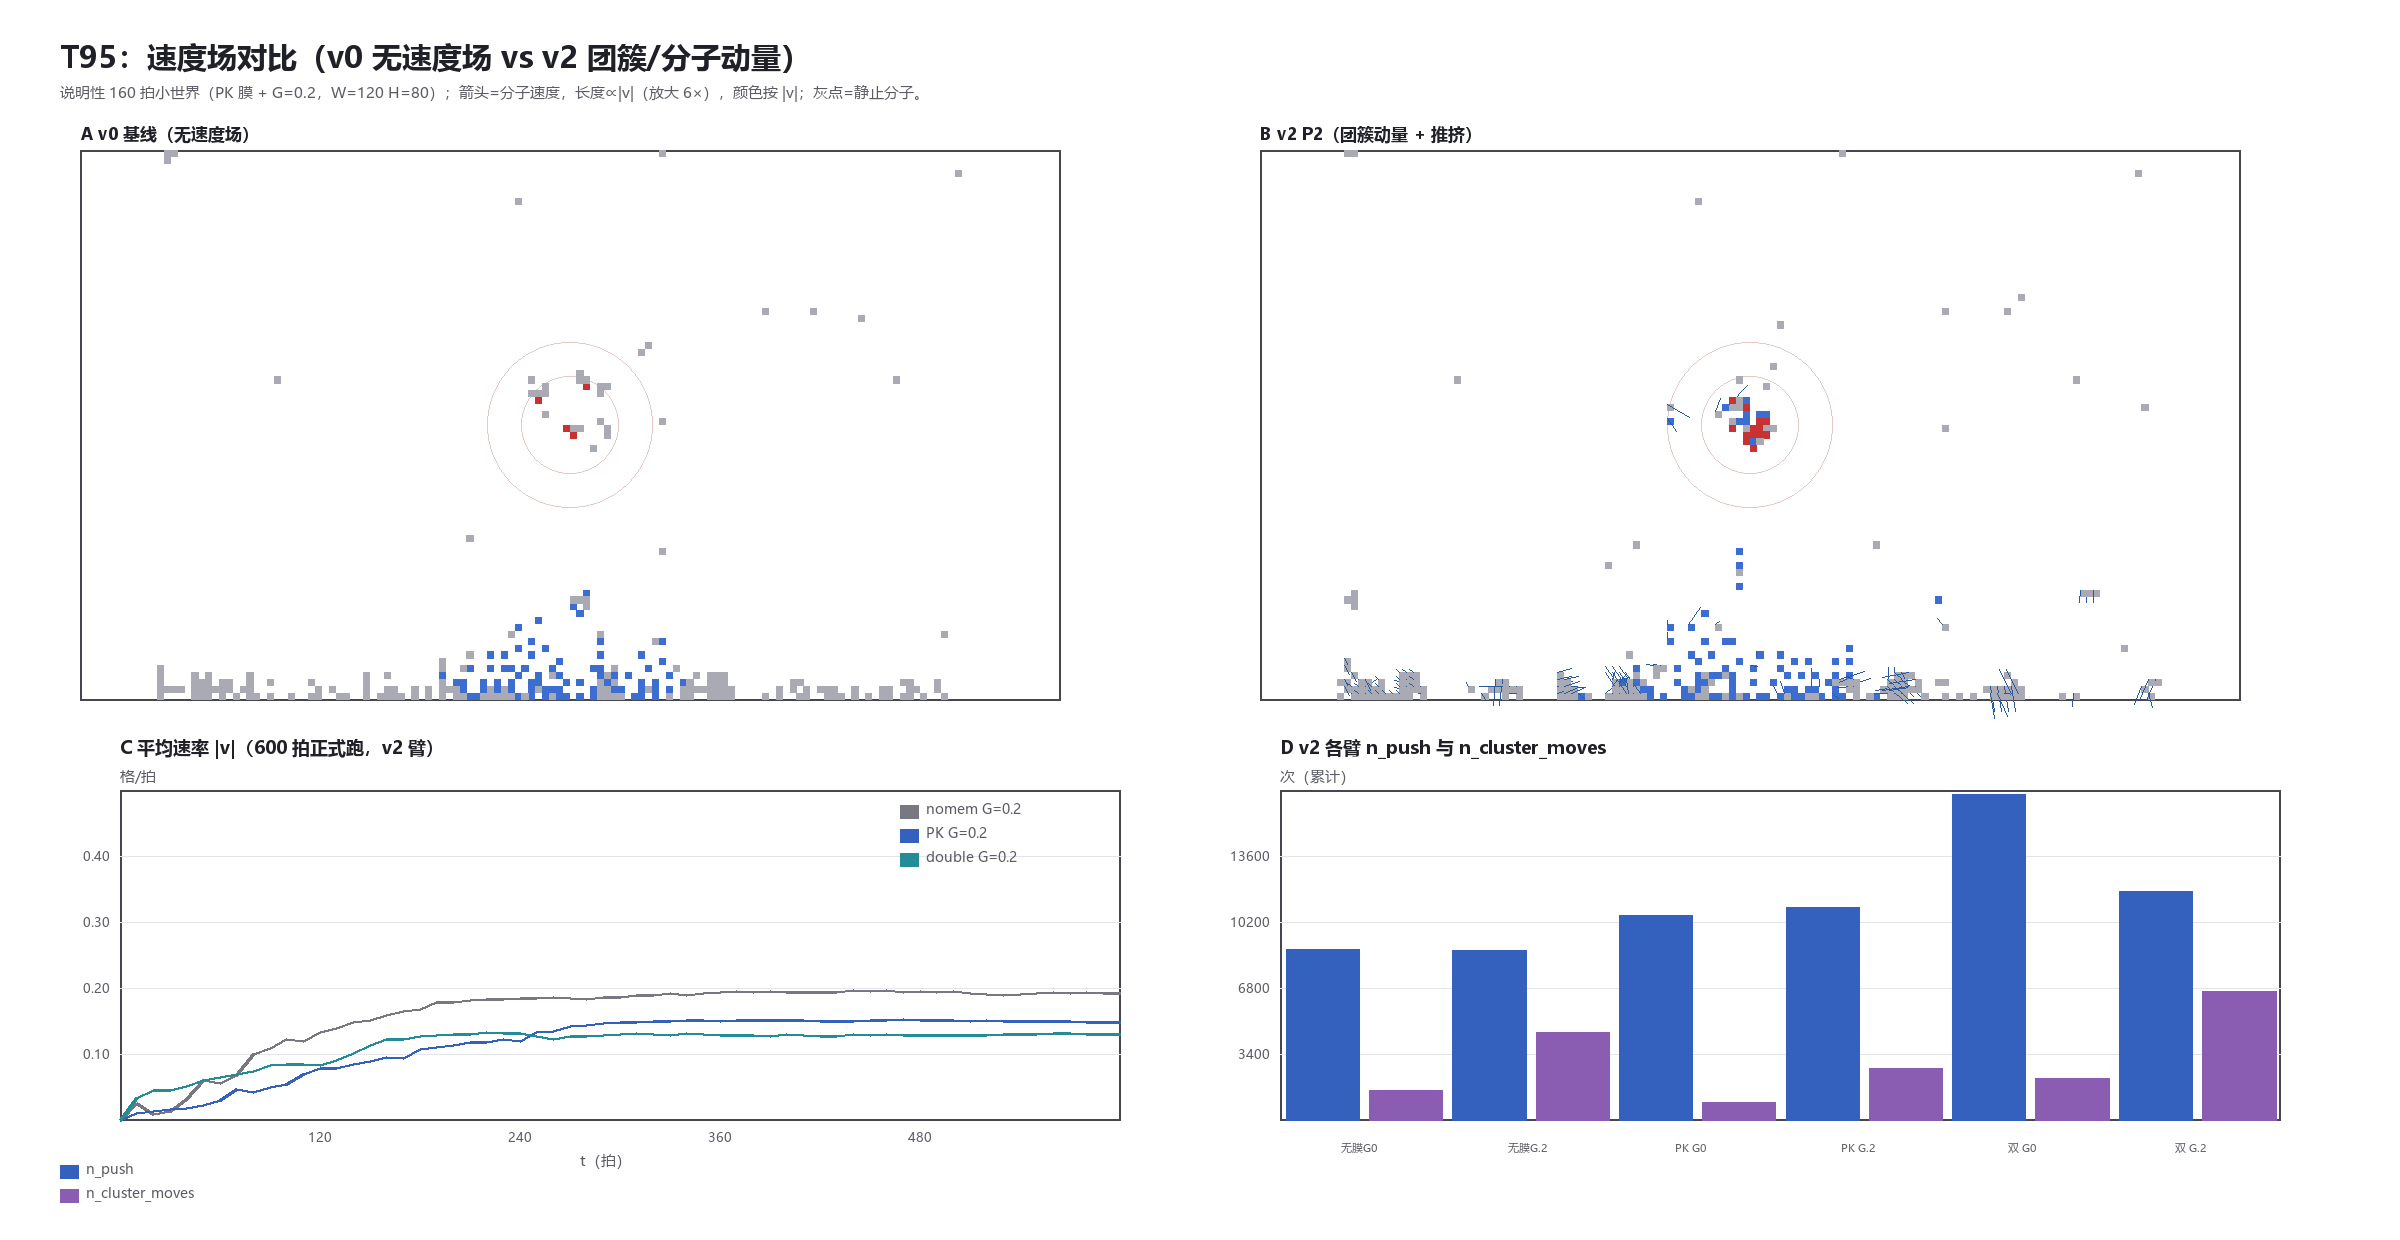 T95：速度场对比（v0 无速度场 vs v2 团簇/分子动量）
说明性 160 拍小世界（PK 膜 + G=0.2，W=120 H=80）；箭头=分子速度，长度∝|v|（放大 6×），颜色按 |v|；灰点=静止分子。
A v0 基线（无速度场）
B v2 P2（团簇动量 + 推挤）
C 平均速率 |v|（600 拍正式跑，v2 臂）
格/拍
nomem G=0.2
PK G=0.2
double G=0.2
0.40
0.30
0.20
0.10
120
240
360
480
t（拍）
n_push
n_cluster_moves
D v2 各臂 n_push 与 n_cluster_moves
次（累计）
13600
10200
6800
3400
无膜G0
无膜G.2
PK G0
PK G.2
双 G0
双 G.2